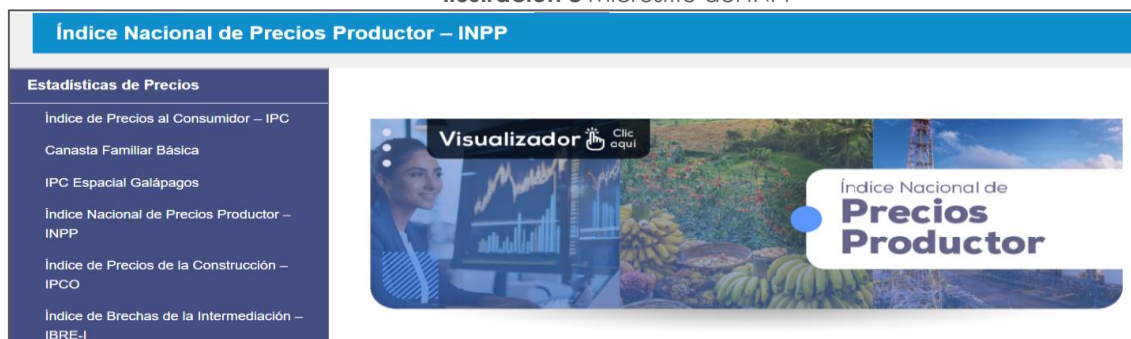 Índice Nacional de Precios Productor – INPP
Estadísticas de Precios
Índice de Precios al Consumidor – IPC
Canasta Familiar Básica
IPC Espacial Galápagos
Índice Nacional de Precios Productor –
INPP
Índice de Precios de la Construcción –
IPCO
Índice de Brechas de la Intermediación –
IBRE-I
Visualizador Clic
aquí
Índice Nacional de
Precios
Productor